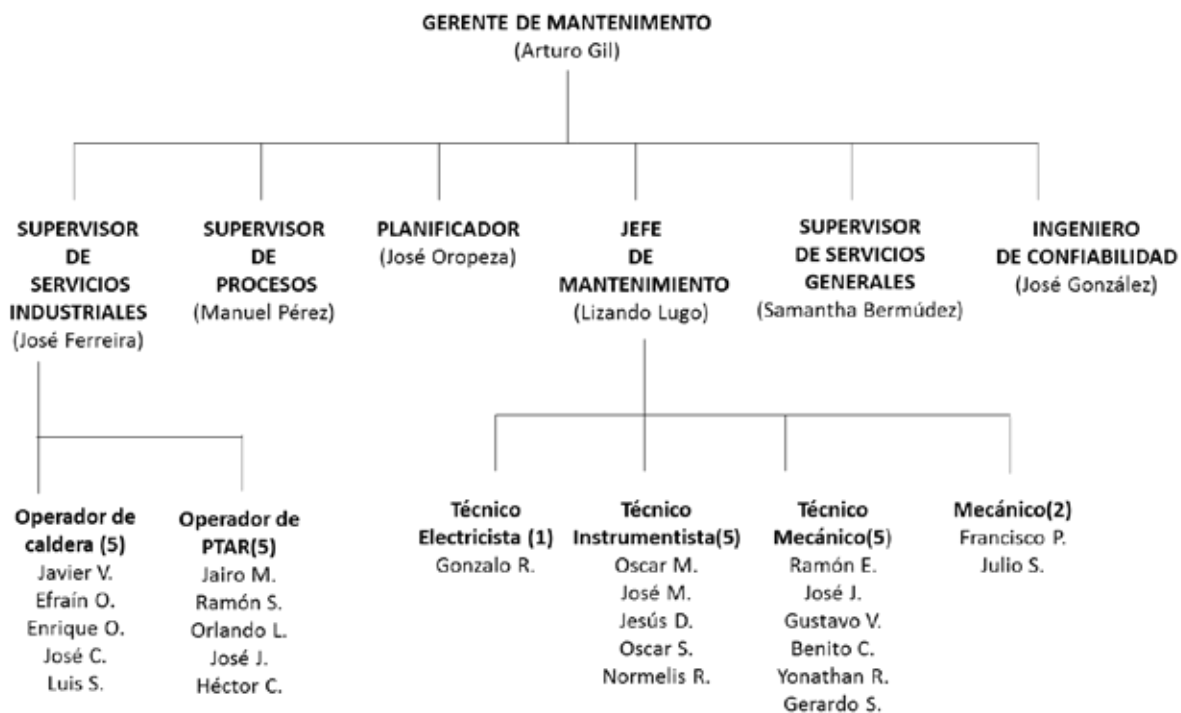 GERENTE DE MANTENIMENTO
(Arturo Gil)
SUPERVISOR
DE
SERVICIOS
INDUSTRIALES
(José Ferreira)
SUPERVISOR
DE
PROCESOS
(Manuel Pérez)
PLANIFICADOR
(José Oropeza)
JEFE
DE
MANTENIMIENTO
(Lizando Lugo)
SUPERVISOR
DE SERVICIOS
GENERALES
(Samantha Bermúdez)
INGENIERO
DE CONFIABILIDAD
(José González)
Operador de
caldera (5)
Javier V.
Efraín O.
Enrique O.
José C.
Luis S.
Operador de
PTAR(5)
Jairo M.
Ramón S.
Orlando L.
José J.
Héctor C.
Técnico
Electricista (1)
Gonzalo R.
Técnico
Instrumentista(5)
Oscar M.
José M.
Jesús D.
Oscar S.
Normelis R.
Técnico
Mecánico(5)
Ramón E.
José J.
Gustavo V.
Benito C.
Yonathan R.
Gerardo S.
Mecánico(2)
Francisco P.
Julio S.